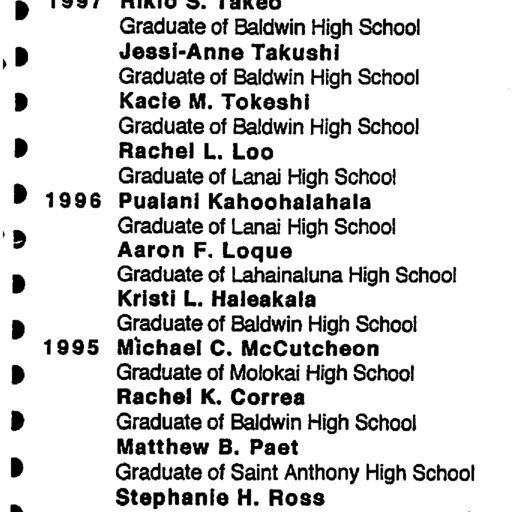 1997 Rikio S. Takeo
Graduate of Baldwin High School
Jessi-Anne Takushi
Graduate of Baldwin High School
Kacie M. Tokeshi
Graduate of Baldwin High School
Rachel L. Loo
Graduate of Lanai High School
1996 Pualani Kahoohalahala
Graduate of Lanai High School
Aaron F. Loque
Graduate of Lahainaluna High School
Kristi L. Haleakala
Graduate of Baldwin High School
1995 Michael C. McCutcheon
Graduate of Molokai High School
Rachel K. Correa
Graduate of Baldwin High School
Matthew B. Paet
Graduate of Saint Anthony High School
Stephanie H. Ross